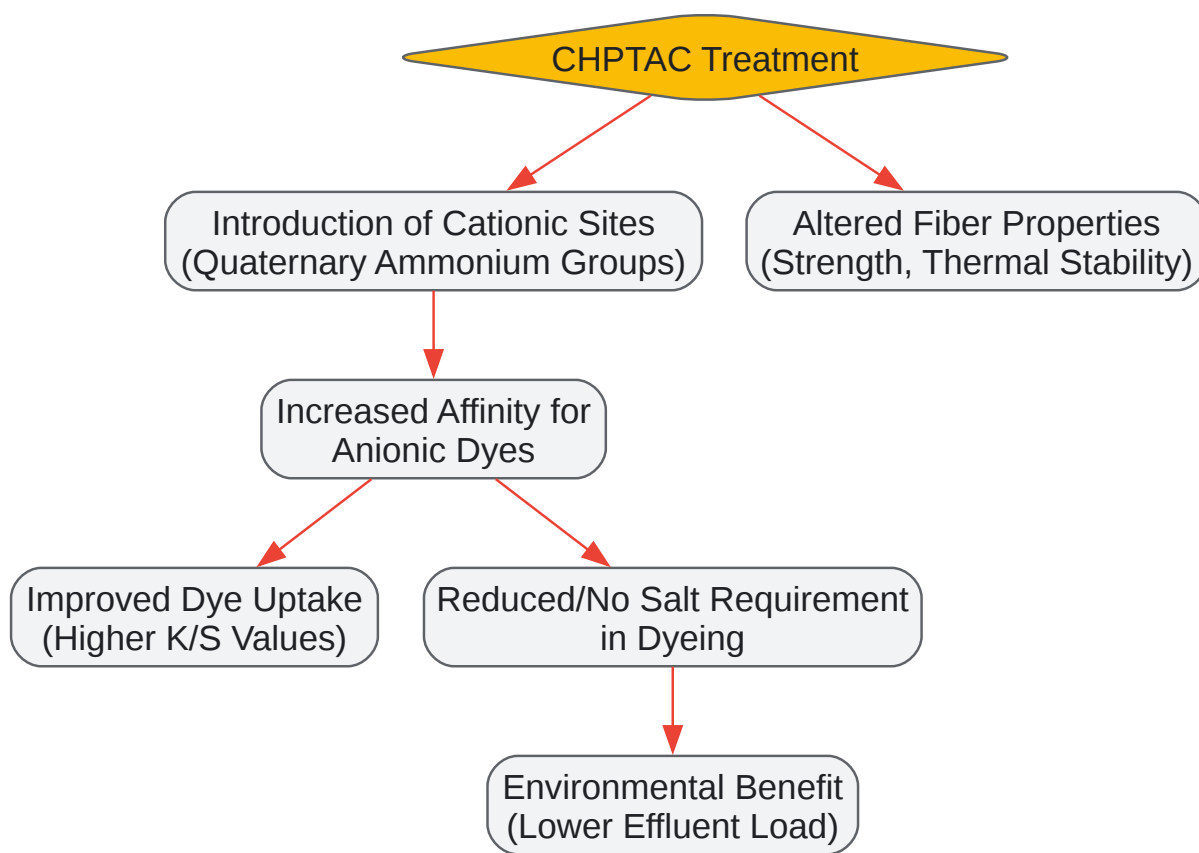 CHPTAC Treatment
Introduction of Cationic Sites
(Quaternary Ammonium Groups)
Altered Fiber Properties
(Strength, Thermal Stability)
Increased Affinity for
Anionic Dyes
Improved Dye Uptake
(Higher K/S Values)
Reduced/No Salt Requirement
in Dyeing
Environmental Benefit
(Lower Effluent Load)